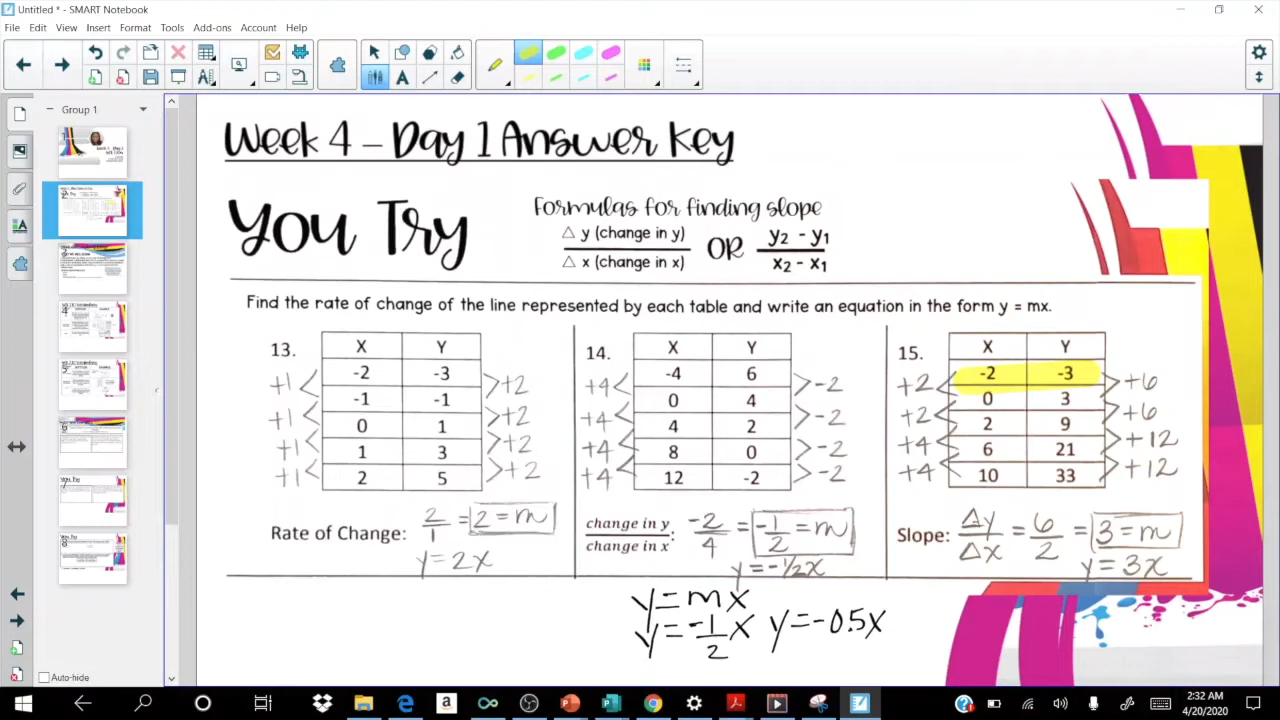 Untitled * - SMART Notebook
File Edit View Insert Format Tools Add-ons Account Help
Group 1
Week 4 – Day 1 Answer Key
You Try
Formulas for finding slope
△ y (change in y)
△ x (change in x)
OR
y₂ - y₁
x₂ - x₁
Find the rate of change of the line represented by each table and write an equation in the form y = mx.
13.
X Y
-2 -3
-1 -1
0 1
1 3
2 5
+1 +1 +1 +1
+2 +2 +2 +2
Rate of Change: 2/1 = 2 = m
y = 2x
14.
X Y
-4 6
0 4
4 2
8 0
12 -2
+4 +4 +4 +4
-2 -2 -2 -2
change in y
change in x
: -2/4 = -1/2 = m
y = -1/2x
15.
X Y
-2 -3
0 3
2 9
6 21
10 33
+2 +2 +4 +4
+6 +6 +12 +12
Slope: △y/△x = 6/2 = 3 = m
y = 3x
y = mx
y = -1/2 x y = -0.5x
Auto-hide
2:32 AM
4/20/2020